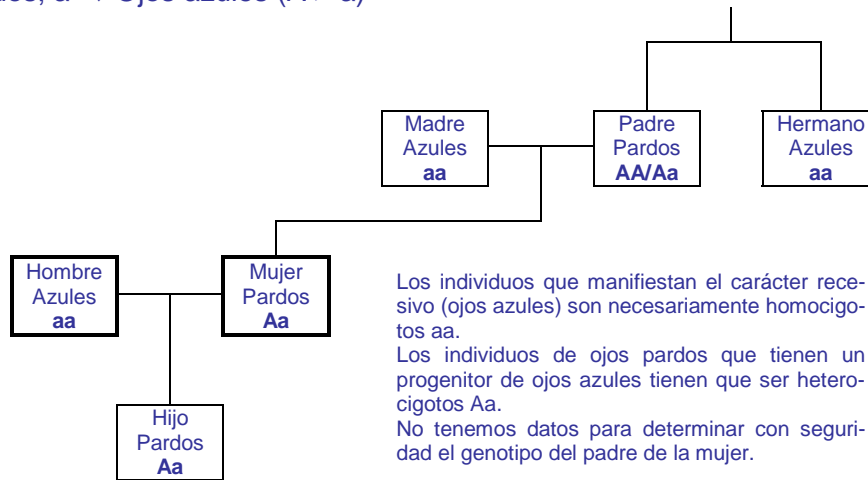 Madre
Azules
aa
Padre
Pardos
AA/Aa
Hermano
Azules
aa
Hombre
Azules
aa
Mujer
Pardos
Aa
Hijo
Pardos
Aa
Los individuos que manifiestan el carácter rece-
sivo (ojos azules) son necesariamente homocigo-
tos aa.
Los individuos de ojos pardos que tienen un
progenitor de ojos azules tienen que ser hetero-
cigotos Aa.
No tenemos datos para determinar con seguri-
dad el genotipo del padre de la mujer.